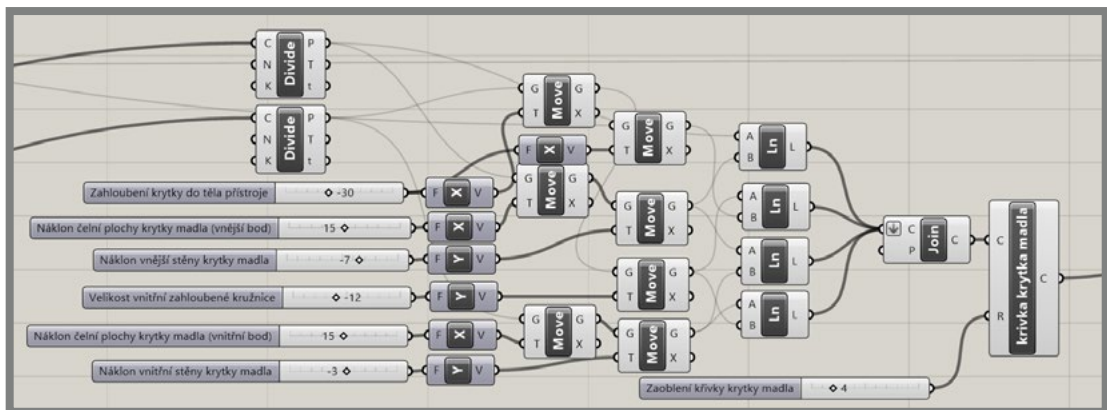 C N K Divide P T t
C N K Divide P T t
G T Move G X
G T Move G X
F X V
G T Move G X
A B Ln L
Zahloubení krytky do těla přístroje -30
F X V
G T Move G X
A B Ln L
Náklon čelní plochy krytky madla (vnější bod) 15
F X V
C P Join C
C R krivka krytka madla C
Náklon vnější stěny krytky madla -7
F Y V
A B Ln L
Velikost vnitřní zahloubené kružnice -12
F Y V
G T Move G X
A B Ln L
Náklon čelní plochy krytky madla (vnitřní bod) 15
F X V
G T Move G X
G T Move G X
Náklon vnitřní stěny krytky madla -3
F Y V
Zaoblení křivky krytky madla 4